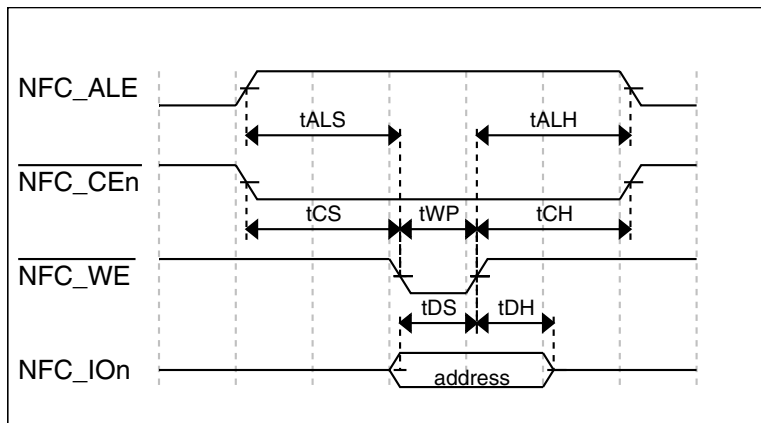 NFC_ALE
tALS
tALH
NFC_CEn
tCS
tWP
tCH
NFC_WE
tDS
tDH
NFC_IOn
address